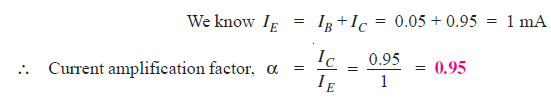 We know I_E = I_B + I_C = 0.05 + 0.95 = 1 mA
∴ Current amplification factor, α = I_C / I_E = 0.95 / 1 = 0.95